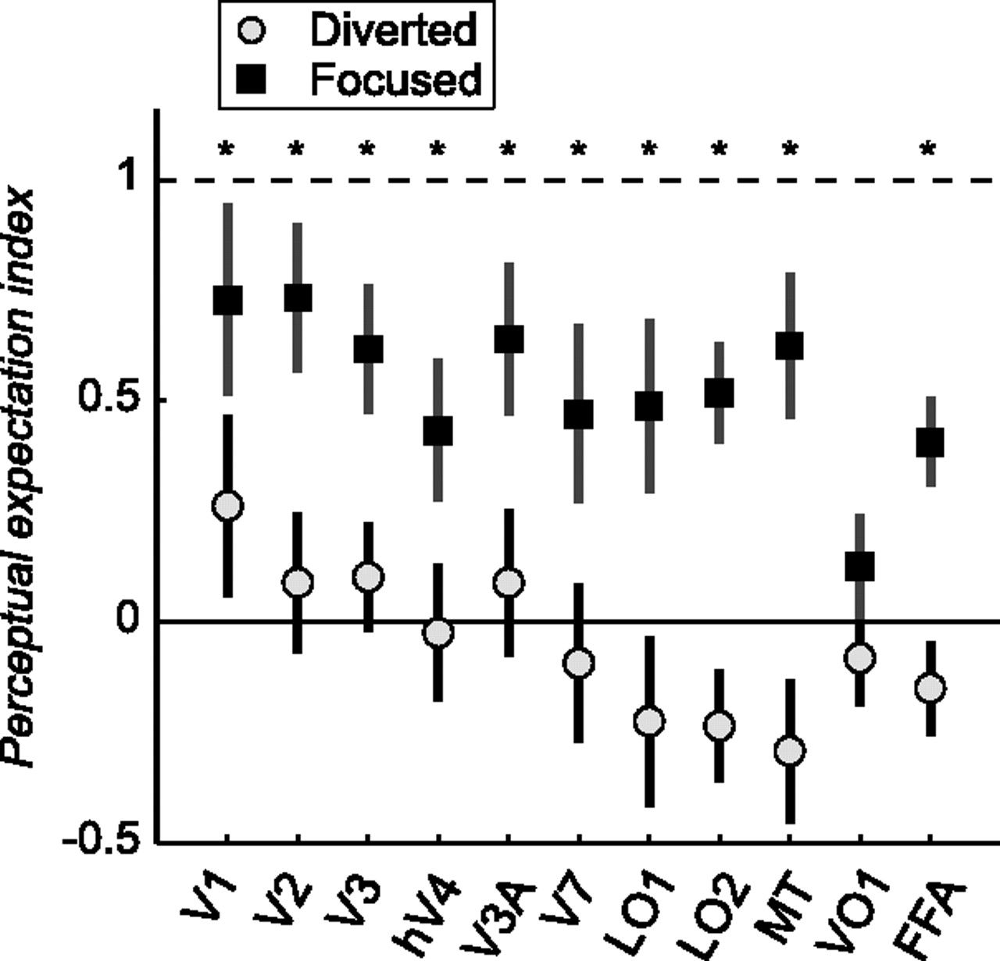 Diverted
Focused
* * * * * * * * * *
1
0.5
0
-0.5
Perceptual expectation index
V1 V2 V3 hV4 V3A V7 LO1 LO2 MT VO1 FFA